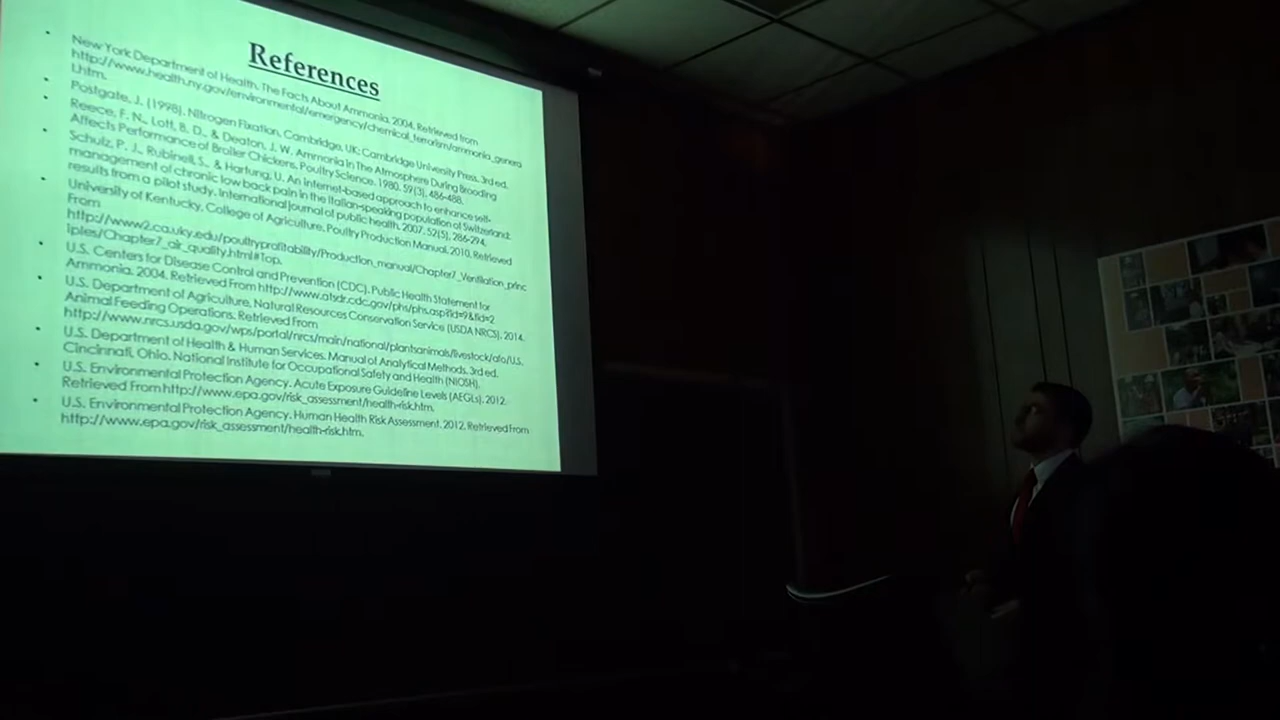 References
New York Department of Health. The Facts About Ammonia. 2004. Retrieved from
http://www.health.ny.gov/environmental/emergency/chemical_terrorism/ammonia_genera
l.htm.
Postgate, J. (1998). Nitrogen Fixation. Cambridge, UK: Cambridge University Press. 3rd ed.
Reece, F. N., Lott, B. D., & Deaton, J. W. Ammonia in The Atmosphere During Brooding
Affects Performance of Broiler Chickens. Poultry Science. 1980. 59(3), 486-488.
Schulz, P. J., Rubinell, S., & Hartung, U. An internet-based approach to enhance self-
management of chronic low back pain in the Italian-speaking population of Switzerland:
results from a pilot study. International journal of public health. 2007. 52(5), 286-294.
University of Kentucky, College of Agriculture. Poultry Production Manual. 2010. Retrieved
From
http://www2.ca.uky.edu/poultryprofitability/Production_manual/Chapter7_Ventilation_princ
iples/Chapter7_air_quality.html#Top.
U.S. Centers for Disease Control and Prevention (CDC). Public Health Statement for
Ammonia. 2004. Retrieved From http://www.atsdr.cdc.gov/phs/phs.asp?id=9&tid=2
U.S. Department of Agriculture, Natural Resources Conservation Service (USDA NRCS). 2014.
Animal Feeding Operations. Retrieved From
http://www.nrcs.usda.gov/wps/portal/nrcs/main/national/plantsanimals/livestock/afo/U.S.
U.S. Department of Health & Human Services. Manual of Analytical Methods. 3rd ed.
Cincinnati, Ohio. National Institute for Occupational Safety and Health (NIOSH).
U.S. Environmental Protection Agency. Acute Exposure Guideline Levels (AEGLs). 2012.
Retrieved From http://www.epa.gov/risk_assessment/health-risk.htm.
U.S. Environmental Protection Agency. Human Health Risk Assessment. 2012. Retrieved From
http://www.epa.gov/risk_assessment/health-risk.htm.